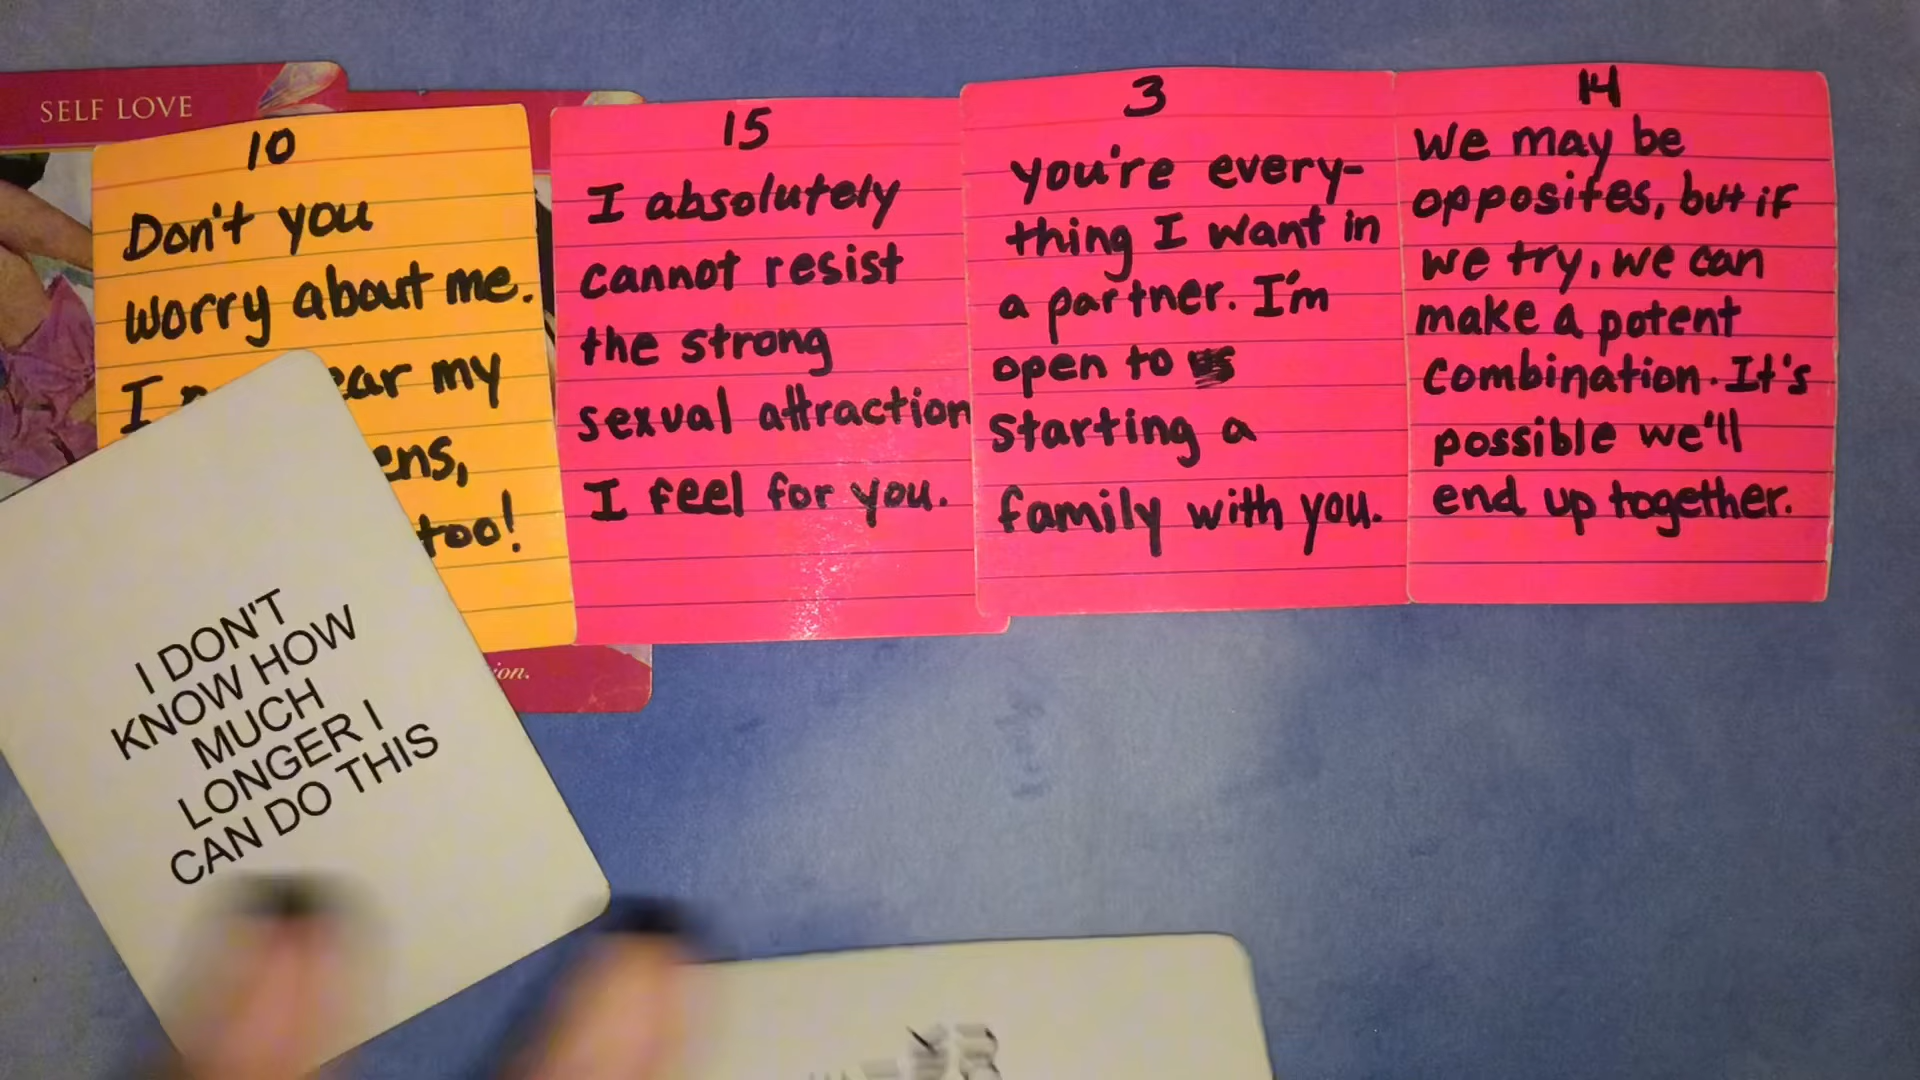 SELF LOVE
10
Don't you
worry about me.
I ear my
ens,
too!
ion.
15
I absolutely
cannot resist
the strong
sexual attraction
I feel for you.
3
you're every-
thing I want in
a partner. I'm
open to
starting a
family with you.
14
We may be
opposites, but if
we try, we can
make a potent
combination. It's
possible we'll
end up together.
I DON'T
KNOW HOW
MUCH
LONGER I
CAN DO THIS